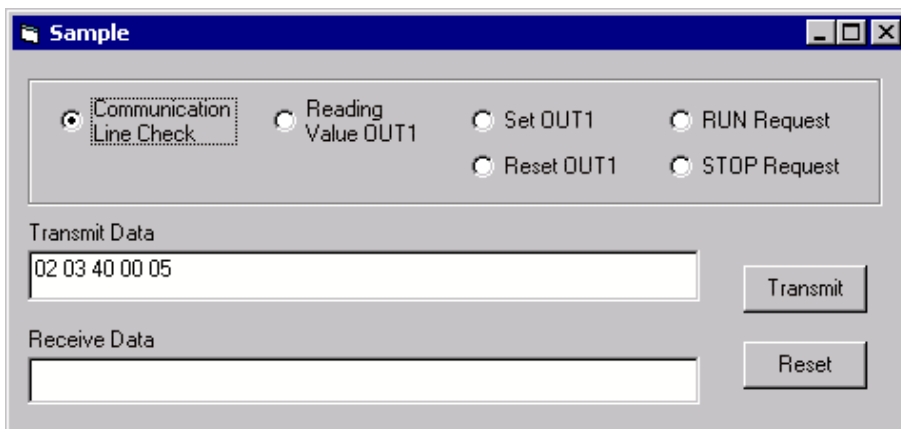 Sample
Communication
Line Check
Reading
Value OUT1
Set OUT1
RUN Request
Reset OUT1
STOP Request
Transmit Data
02 03 40 00 05
Transmit
Receive Data
Reset